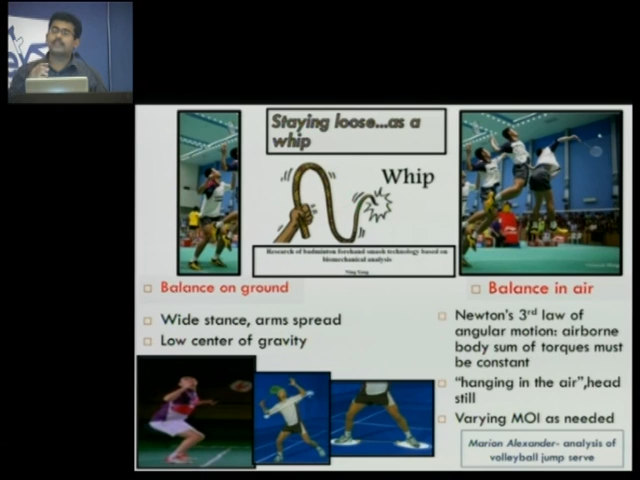 Staying loose...as a
whip
Whip
Research of badminton forehand smash technology based on
biomechanical analysis
Balance on ground
Wide stance, arms spread
Low center of gravity
Balance in air
Newton's 3rd law of
angular motion: airborne
body sum of torques must
be constant
"hanging in the air",head
still
Varying MOI as needed
Marion Alexander- analysis of
volleyball jump serve